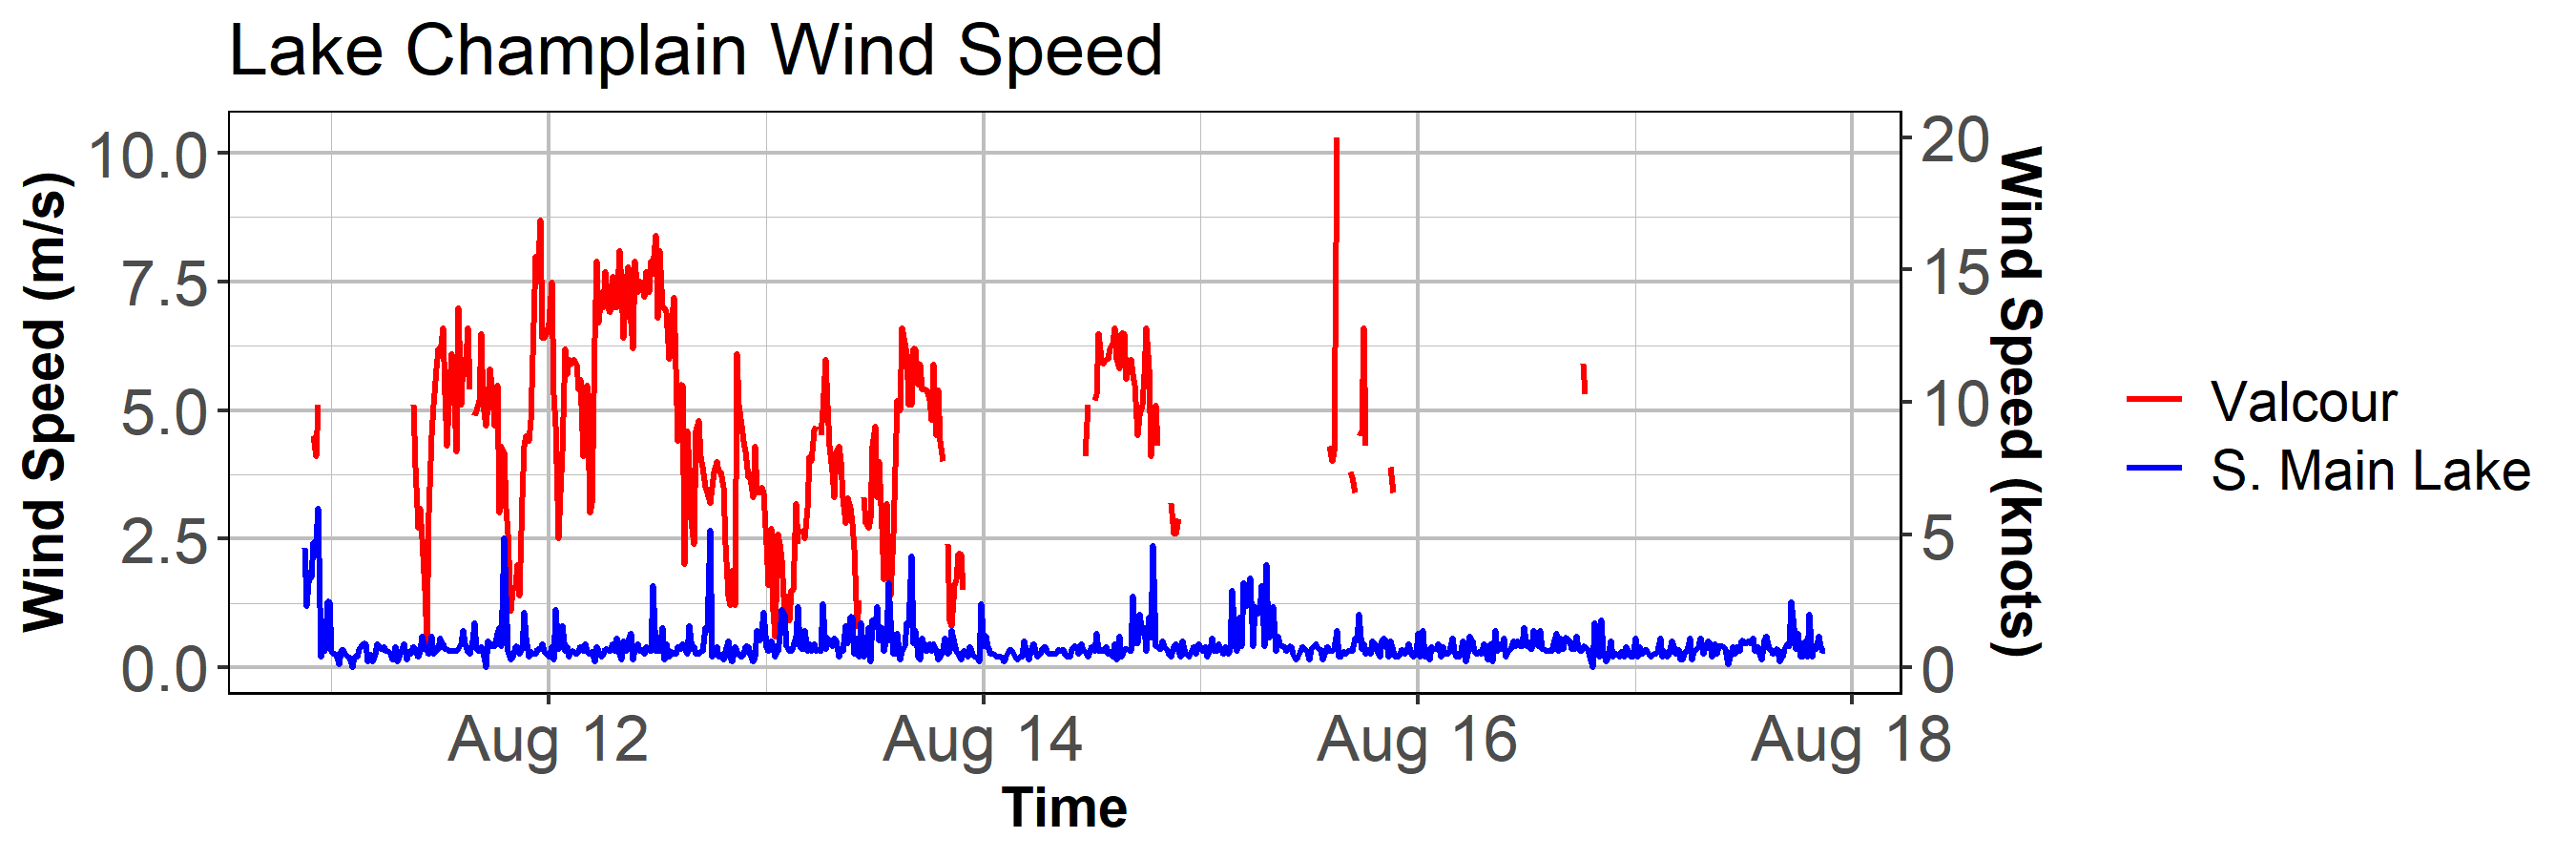 Lake Champlain Wind Speed
Wind Speed (m/s)
10.0
7.5
5.0
2.5
0.0
20
15
10
5
0
Wind Speed (knots)
Aug 12
Aug 14
Aug 16
Aug 18
Time
Valcour
S. Main Lake